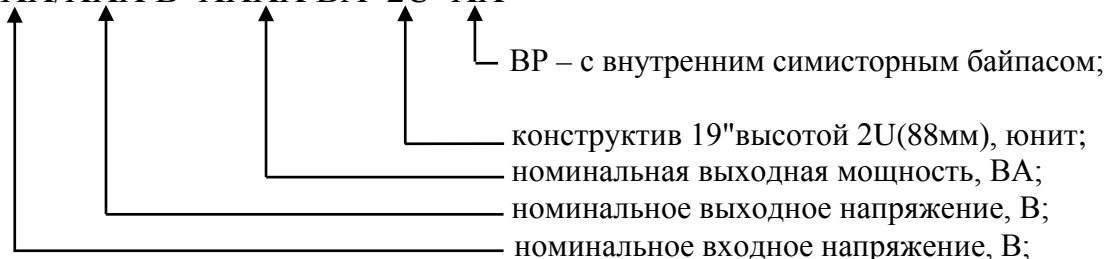 BP – с внутренним симисторным байпасом;
конструктив 19"высотой 2U(88мм), юнит;
номинальная выходная мощность, ВА;
номинальное выходное напряжение, В;
номинальное входное напряжение, В;